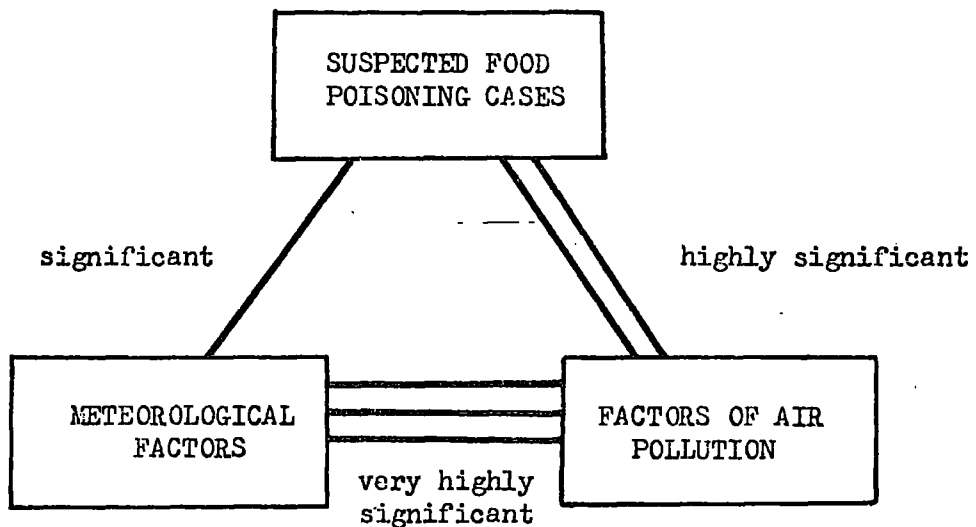 SUSPECTED FOOD
POISONING CASES
significant
highly significant
METEOROLOGICAL
FACTORS
FACTORS OF AIR
POLLUTION
very highly
significant